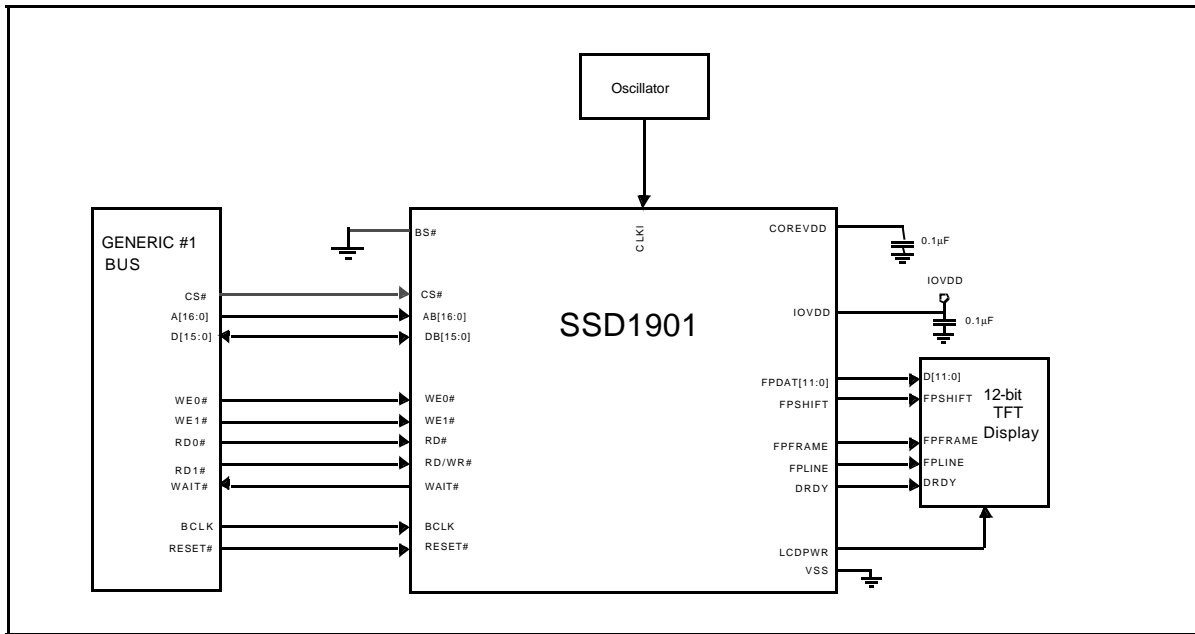 Oscillator
GENERIC #1
BUS
CS#
A[16:0]
D[15:0]
WE0#
WE1#
RD0#
RD1#
WAIT#
BCLK
RESET#
BS#
CS#
AB[16:0]
DB[15:0]
WE0#
WE1#
RD#
RD/WR#
WAIT#
BCLK
RESET#
CLKI
SSD1901
COREVDD
IOVDD
FPDAT[11:0]
FPSHIFT
FPFRAME
FPLINE
DRDY
LCDPWR
VSS
0.1μF
IOVDD
0.1μF
D[11:0]
FPSHIFT
FPFRAME
FPLINE
DRDY
12-bit
TFT
Display